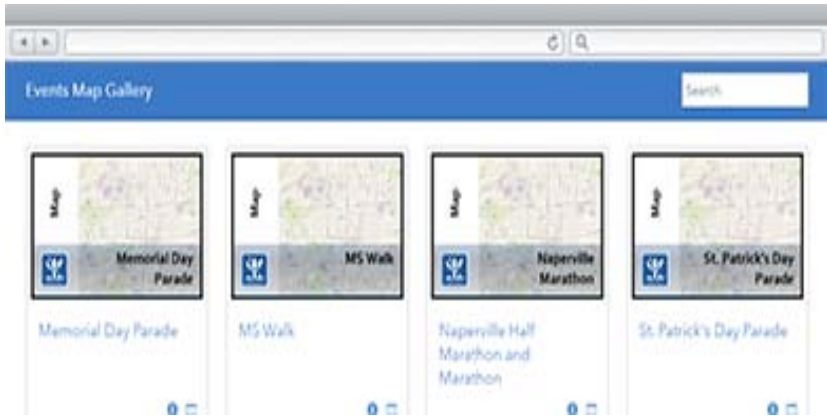 Events Map Gallery
Search
Map
Memorial Day
Parade
Map
MS Walk
Map
Naperville
Marathon
Map
St. Patrick's Day
Parade
Memorial Day Parade
MS Walk
Naperville Half
Marathon and
Marathon
St. Patrick's Day Parade